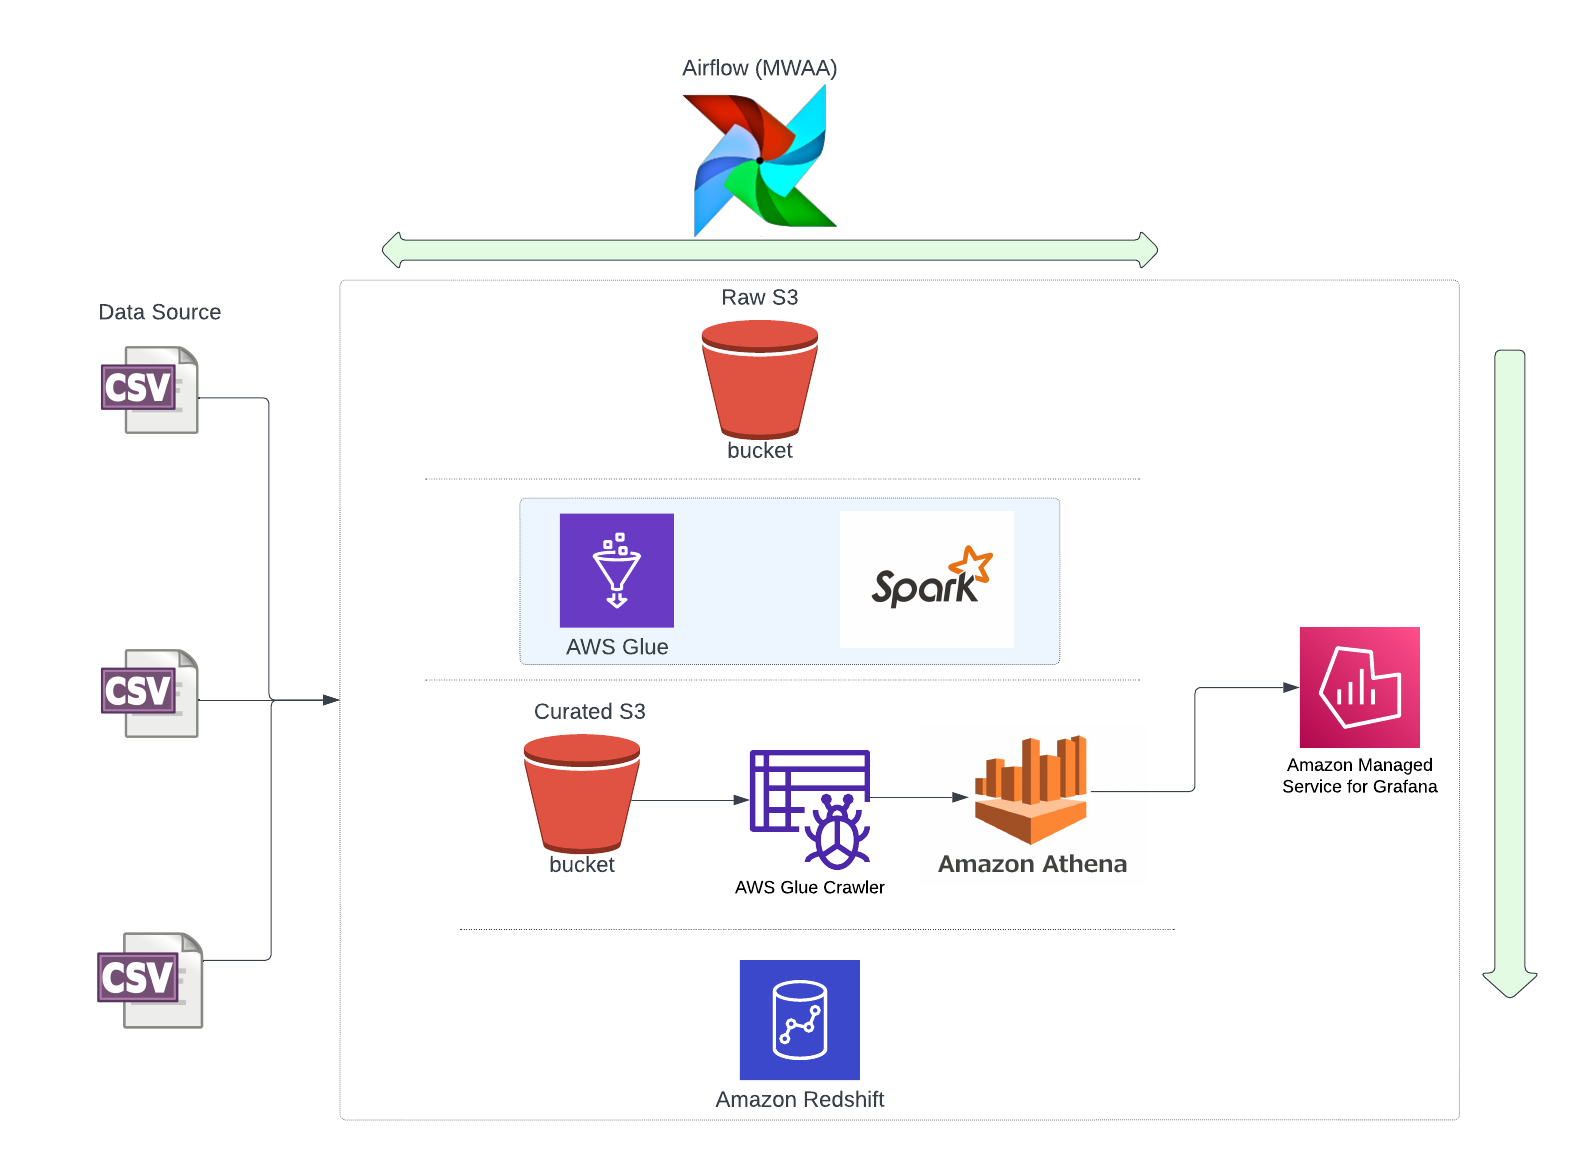 Airflow (MWAA)
Data Source
CSV
CSV
CSV
Raw S3
bucket
AWS Glue
Spark
Curated S3
bucket
AWS Glue Crawler
Amazon Athena
Amazon Managed
Service for Grafana
Amazon Redshift